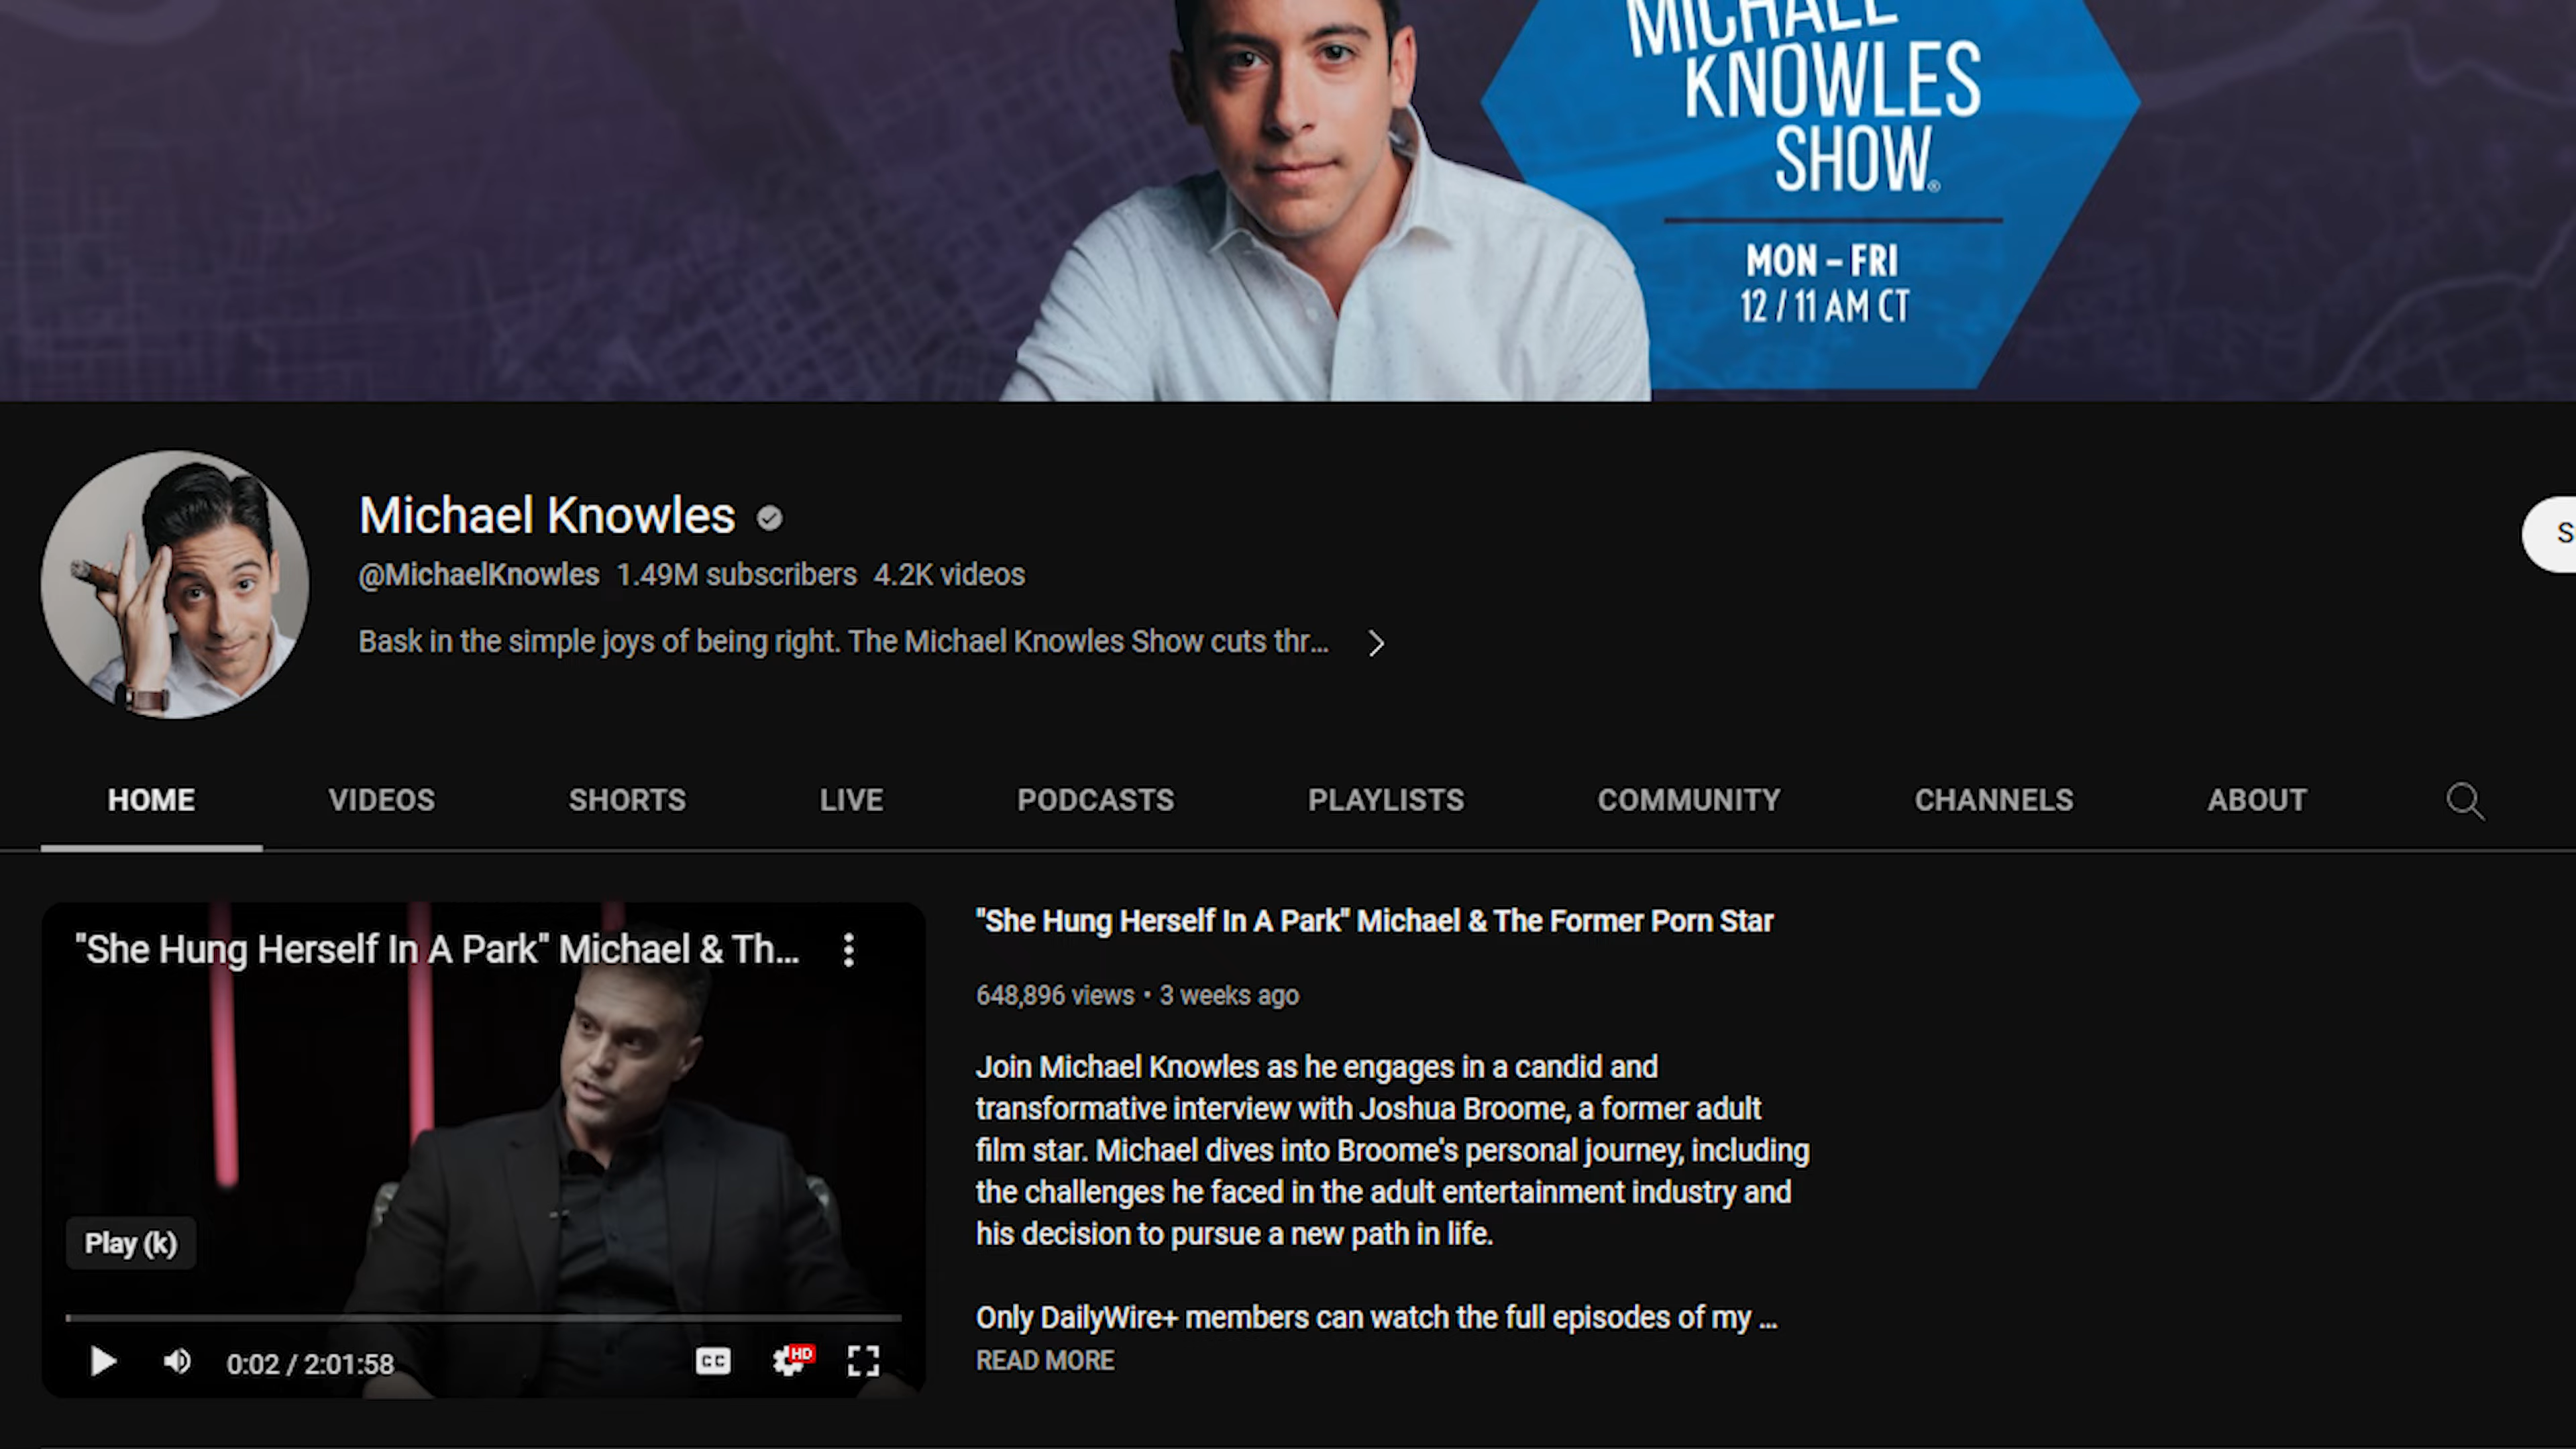 MICHAEL
KNOWLES
SHOW®
MON – FRI
12 / 11 AM CT
Michael Knowles
@MichaelKnowles 1.49M subscribers 4.2K videos
Bask in the simple joys of being right. The Michael Knowles Show cuts thr...
S
HOME VIDEOS SHORTS LIVE PODCASTS PLAYLISTS COMMUNITY CHANNELS ABOUT
"She Hung Herself In A Park" Michael & Th...
Play (k)
0:02 / 2:01:58
CC
HD
"She Hung Herself In A Park" Michael & The Former Porn Star
648,896 views • 3 weeks ago
Join Michael Knowles as he engages in a candid and
transformative interview with Joshua Broome, a former adult
film star. Michael dives into Broome's personal journey, including
the challenges he faced in the adult entertainment industry and
his decision to pursue a new path in life.
Only DailyWire+ members can watch the full episodes of my ...
READ MORE